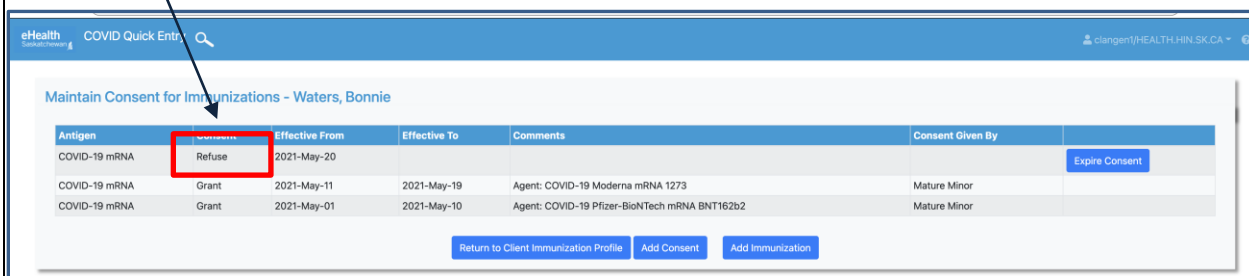 eHealth COVID Quick Entry clangen1/HEALTH.HIN.SK.CA
Saskatchewan
Maintain Consent for Immunizations - Waters, Bonnie
Antigen Consent Effective From Effective To Comments Consent Given By
COVID-19 mRNA Refuse 2021-May-20 Expire Consent
COVID-19 mRNA Grant 2021-May-11 2021-May-19 Agent: COVID-19 Moderna mRNA 1273 Mature Minor
COVID-19 mRNA Grant 2021-May-01 2021-May-10 Agent: COVID-19 Pfizer-BioNTech mRNA BNT162b2 Mature Minor
Return to Client Immunization Profile Add Consent Add Immunization